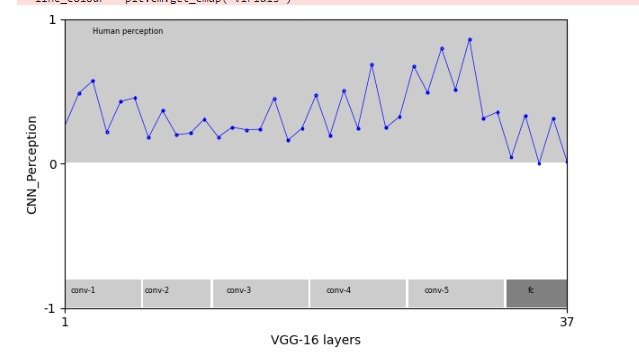 line_colour = plt.cm.get_cmap('viridis')
1
Human perception
0
-1
CNN_Perception
conv-1 conv-2 conv-3 conv-4 conv-5 fc
1 37
VGG-16 layers